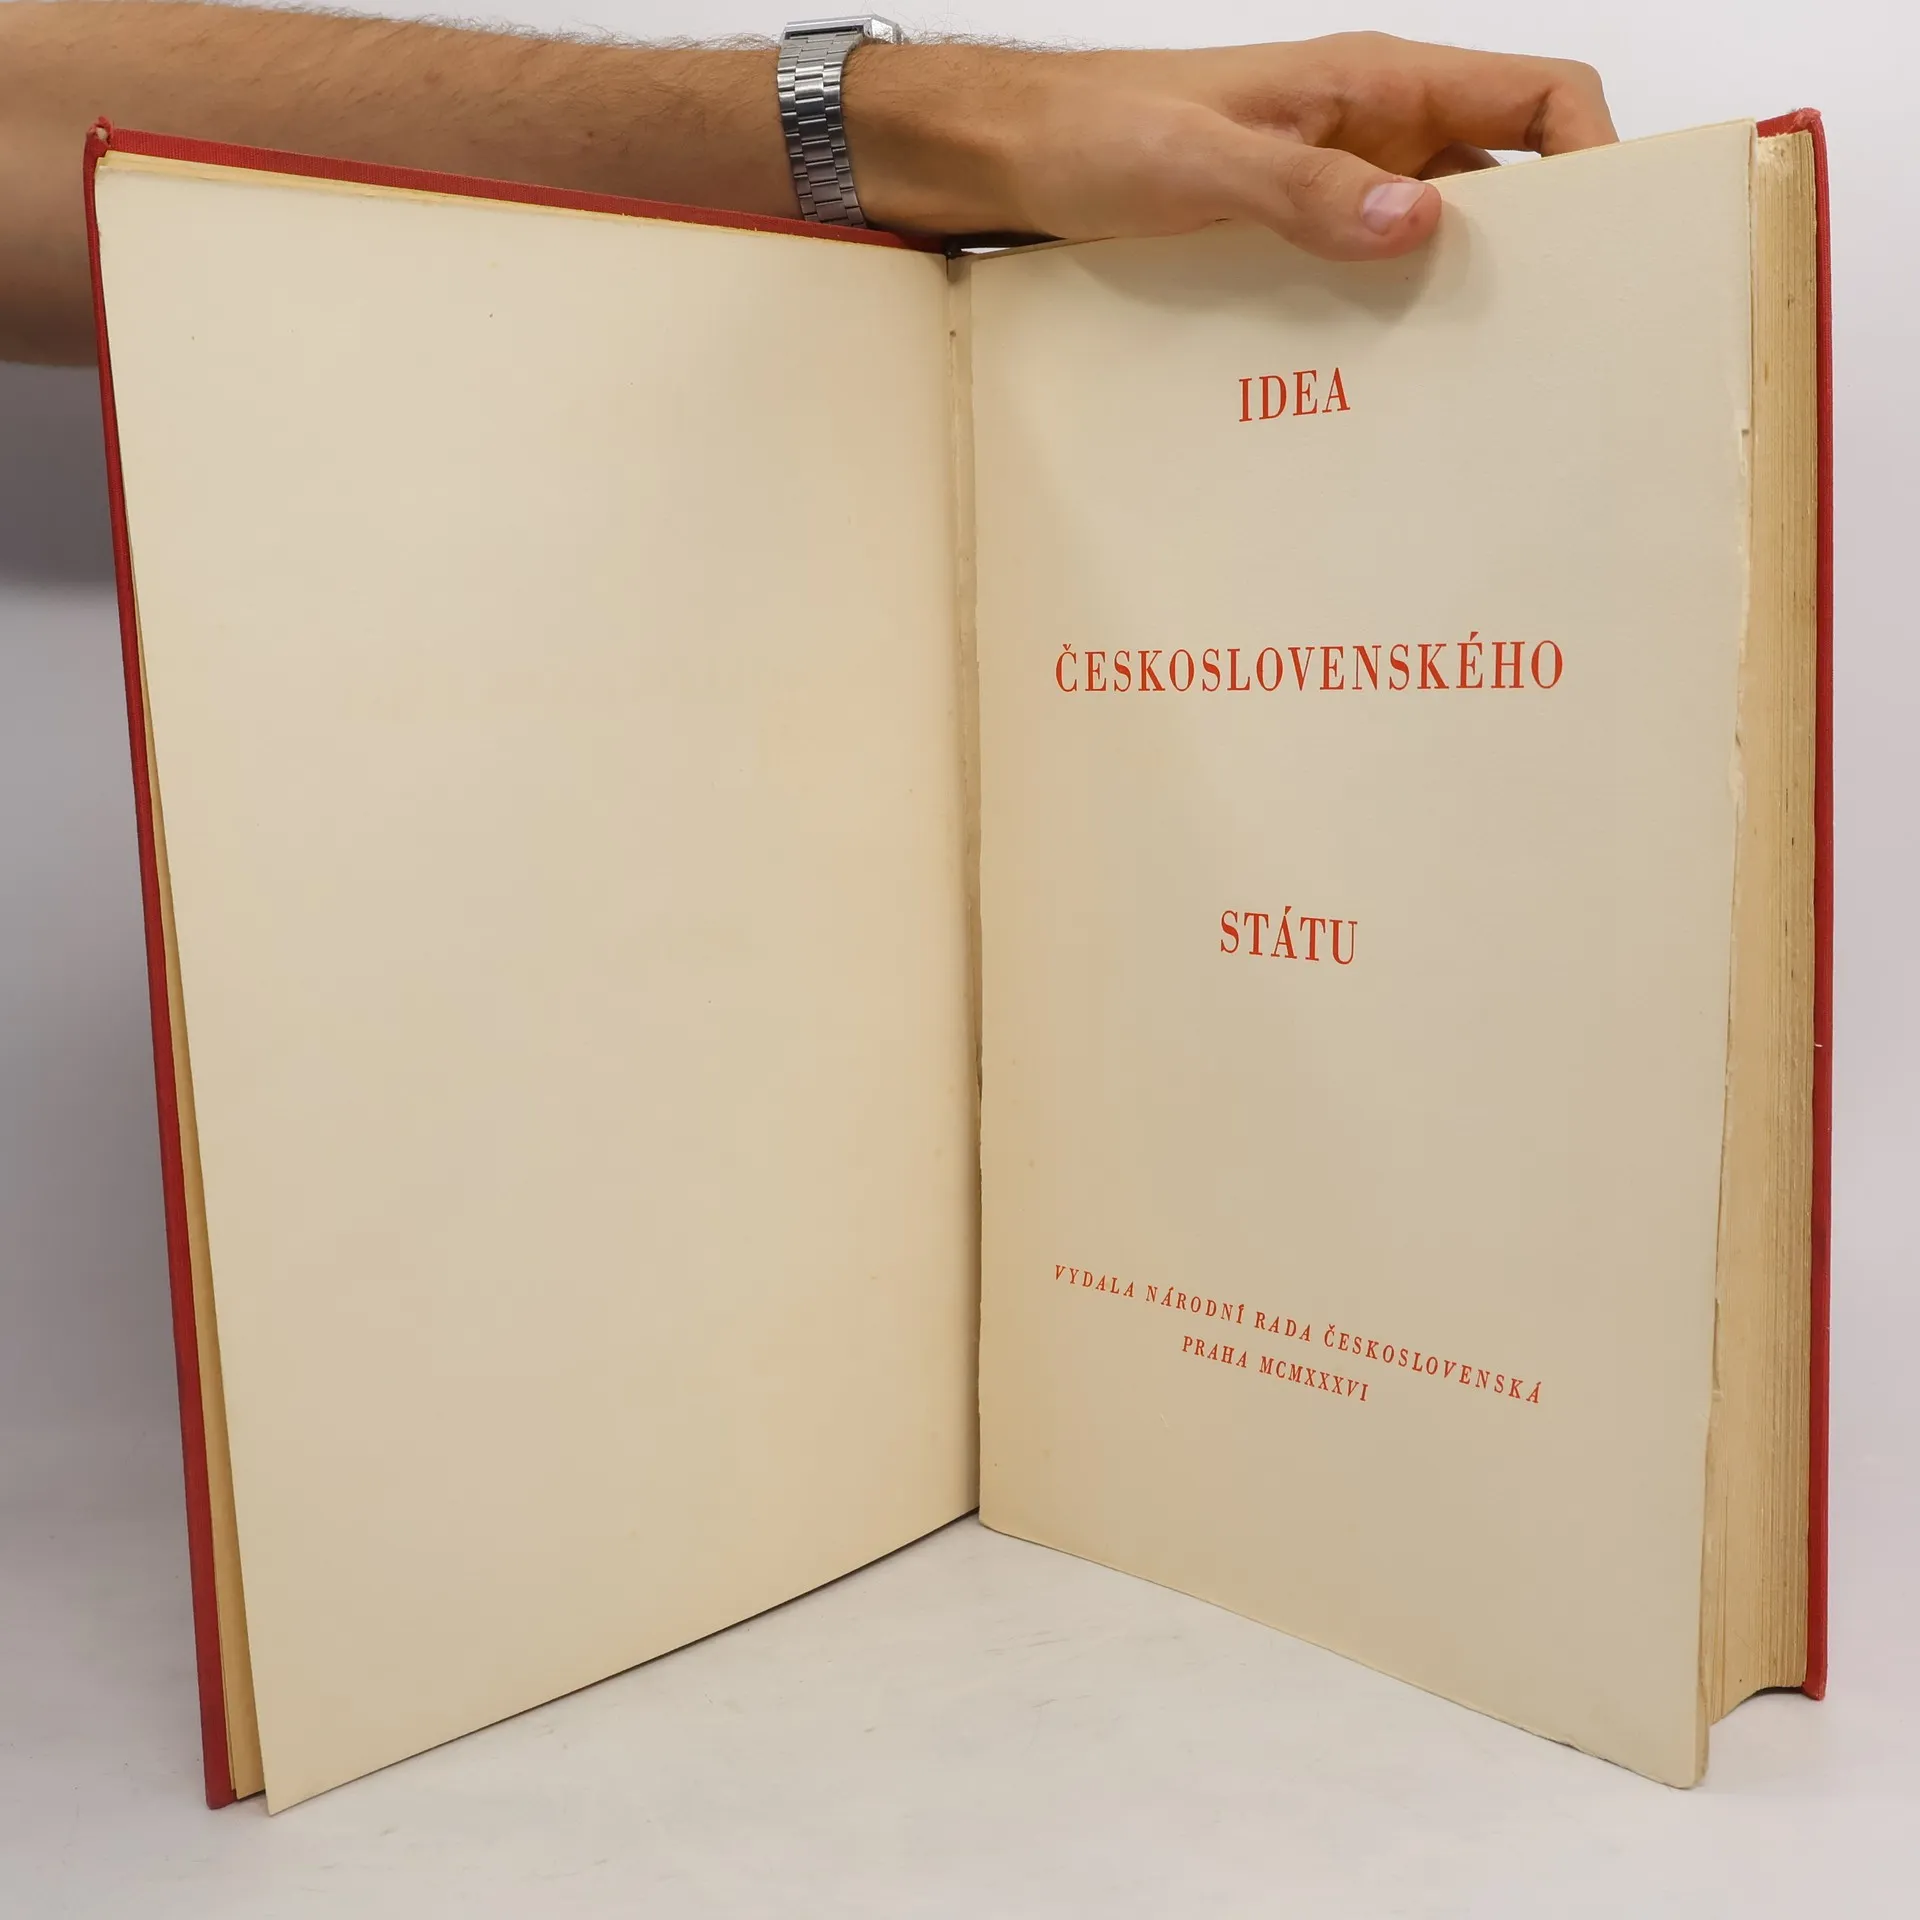 IDEA
ČESKOSLOVENSKÉHO
STÁTU
VYDALA NÁRODNÍ RADA ČESKOSLOVENSKÁ
PRAHA MCMXXXVI